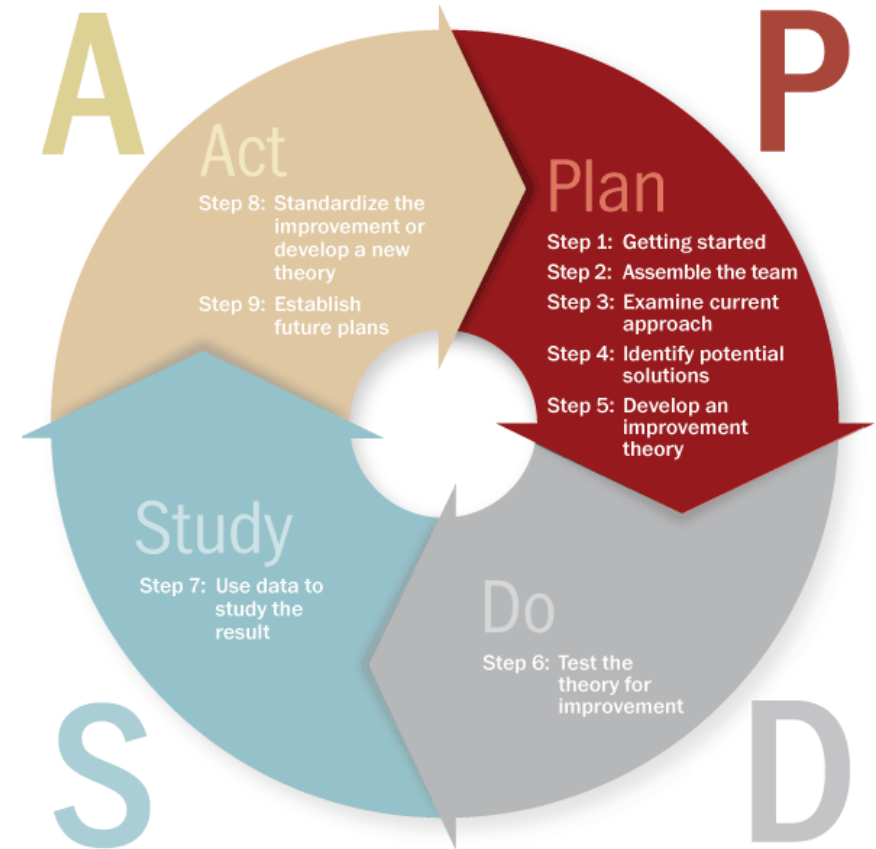 A
P
Act
Step 8: Standardize the
improvement or
develop a new
theory
Step 9: Establish
future plans
Plan
Step 1: Getting started
Step 2: Assemble the team
Step 3: Examine current
approach
Step 4: Identify potential
solutions
Step 5: Develop an
improvement
theory
Study
Step 7: Use data to
study the
result
Do
Step 6: Test the
theory for
improvement
S
D